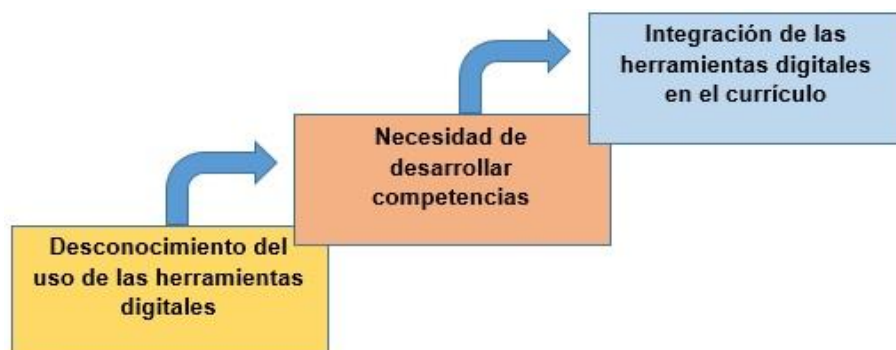 Integración de las
herramientas digitales
en el currículo
Necesidad de
desarrollar
competencias
Desconocimiento del
uso de las herramientas
digitales